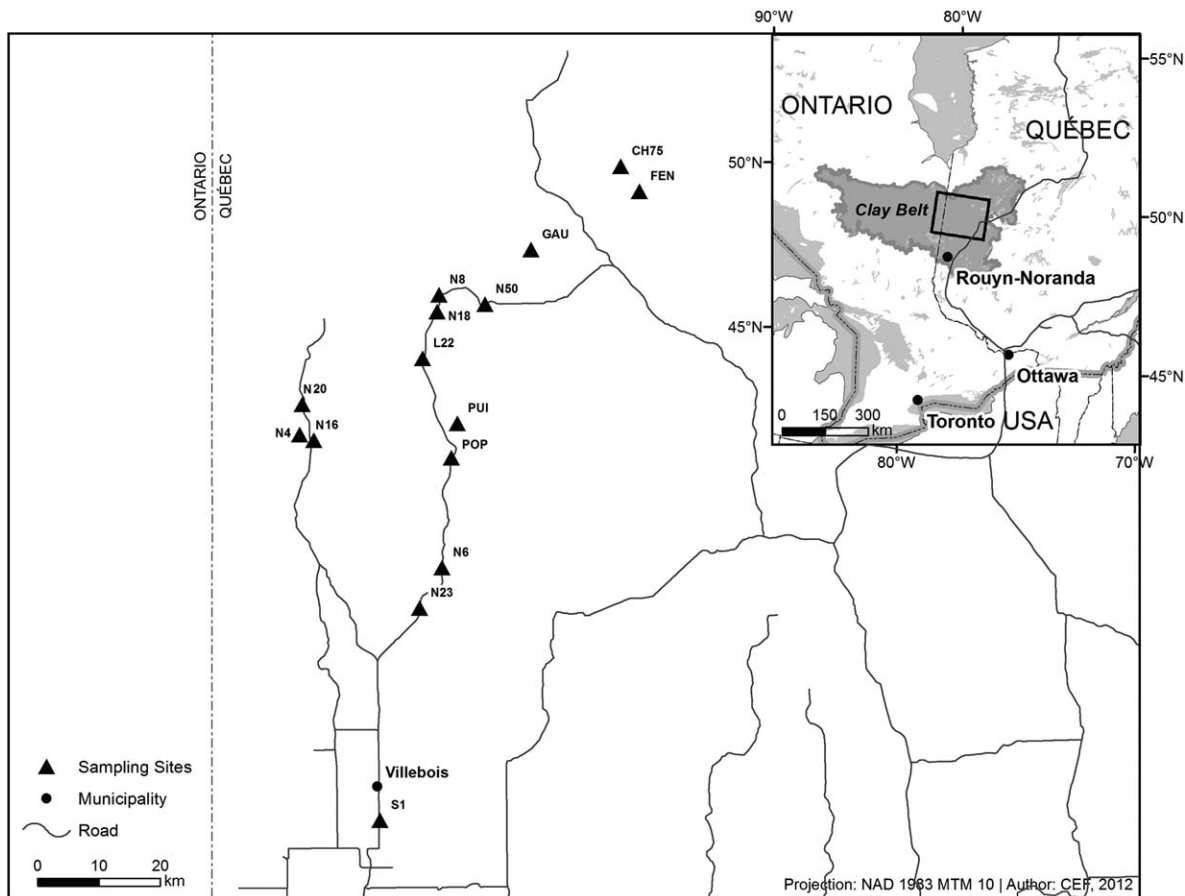 90°W
80°W
55°N
ONTARIO
QUÉBEC
50°N
Clay Belt
50°N
Rouyn-Noranda
45°N
Ottawa
45°N
0 150 300
km
Toronto
USA
80°W
70°W
ONTARIO
QUÉBEC
CH75
FEN
GAU
N8
N50
N18
L22
N20
PUI
N4
N16
POP
N6
N23
Villebois
S1
Sampling Sites
Municipality
Road
0 10 20
km
Projection: NAD 1983 MTM 10 | Author: CEF, 2012